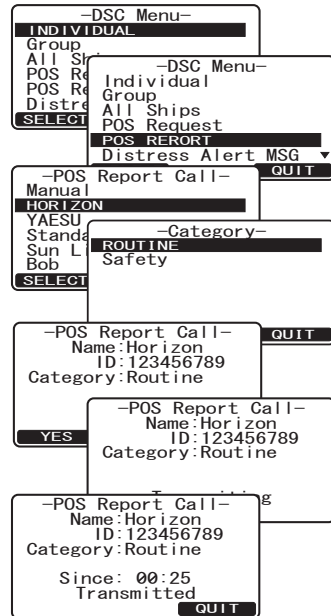 -DSC Menu-
INDIVIDUAL
Group
All Sh
POS Re
POS Re
Distre
SELECT
-DSC Menu-
Individual
Group
All Ships
POS Request
POS RERORT
Distress Alert MSG ▼
QUIT
-POS Report Call-
Manual
HORIZON
YAESU
Standa
Sun Li
Bob
SELECT
-Category-
ROUTINE
Safety
QUIT
-POS Report Call-
Name:Horizon
ID:123456789
Category:Routine
YES
-POS Report Call-
Name:Horizon
ID:123456789
Category:Routine
g
-POS Report Call-
Name:Horizon
ID:123456789
Category:Routine
Since: 00:25
Transmitted
QUIT